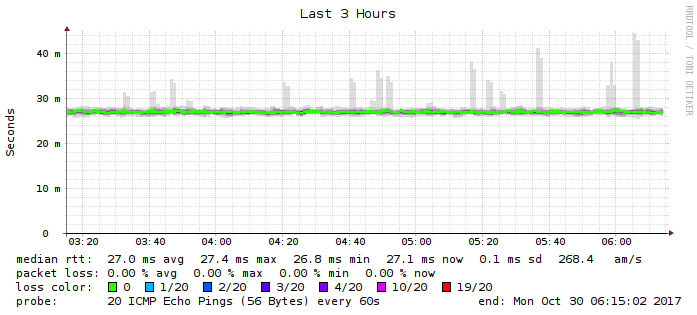 Last 3 Hours
RRDTOOL / TOBI OETIKER
Seconds
40 m
30 m
20 m
10 m
0
03:20 03:40 04:00 04:20 04:40 05:00 05:20 05:40 06:00
median rtt: 27.0 ms avg 27.4 ms max 26.8 ms min 27.1 ms now 0.1 ms sd 268.4 am/s
packet loss: 0.00 % avg 0.00 % max 0.00 % min 0.00 % now
loss color: 0 1/20 2/20 3/20 4/20 10/20 19/20
probe: 20 ICMP Echo Pings (56 Bytes) every 60s end: Mon Oct 30 06:15:02 2017